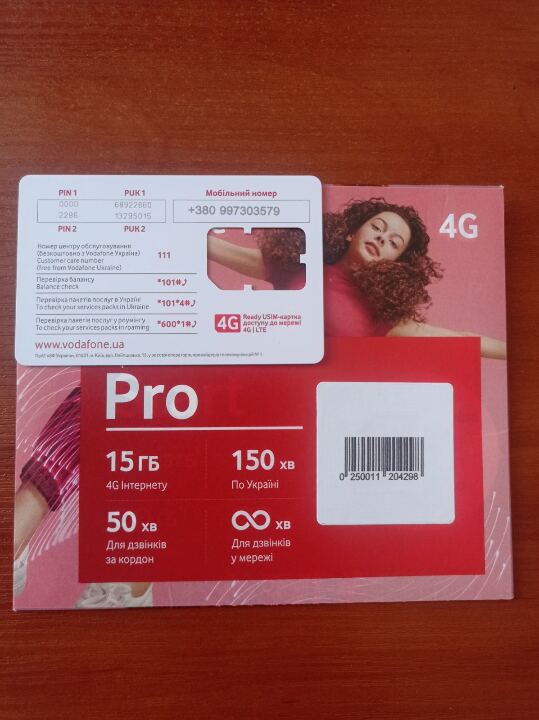 PIN 1 PUK 1 Мобільний номер
0000 68922860 +380 997303579
2286 13295015
PIN 2 PUK 2
Номер центру обслуговування
(безкоштовно з Vodafone Україна) 111
Customer care number
(free from Vodafone Ukraine)
Перевірка балансу *101#
Balance check
Перевірка пакетів послуг в Україні *101*4#
To check your services packs in Ukraine
Перевірка пакетів послуг у роумінгу *600*1#
To check your services packs in roaming
4G Ready USIM-картка
доступу до мережі
4G | LTE
www.vodafone.ua
4G
Pro
15 ГБ 150 хв
4G Інтернету По Україні
50 хв ∞ хв
Для дзвінків Для дзвінків
за кордон у мережі
0 250011 204298